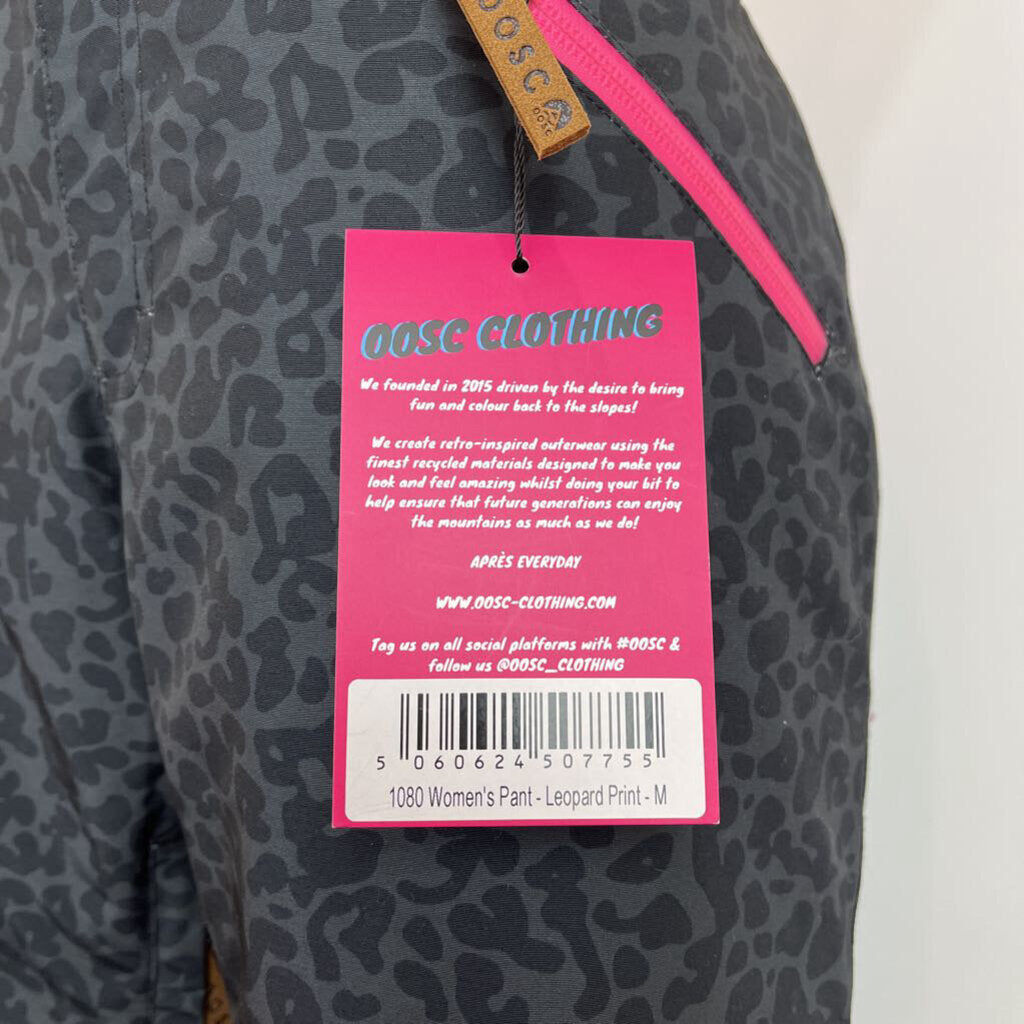 OOSC
OOSC
OOSC CLOTHING
We founded in 2015 driven by the desire to bring
fun and colour back to the slopes!
We create retro-inspired outerwear using the
finest recycled materials designed to make you
look and feel amazing whilst doing your bit to
help ensure that future generations can enjoy
the mountains as much as we do!
APRÈS EVERYDAY
WWW.OOSC-CLOTHING.COM
Tag us on all social platforms with #OOSC &
follow us @OOSC_CLOTHING
5 060624 507755
1080 Women's Pant - Leopard Print - M